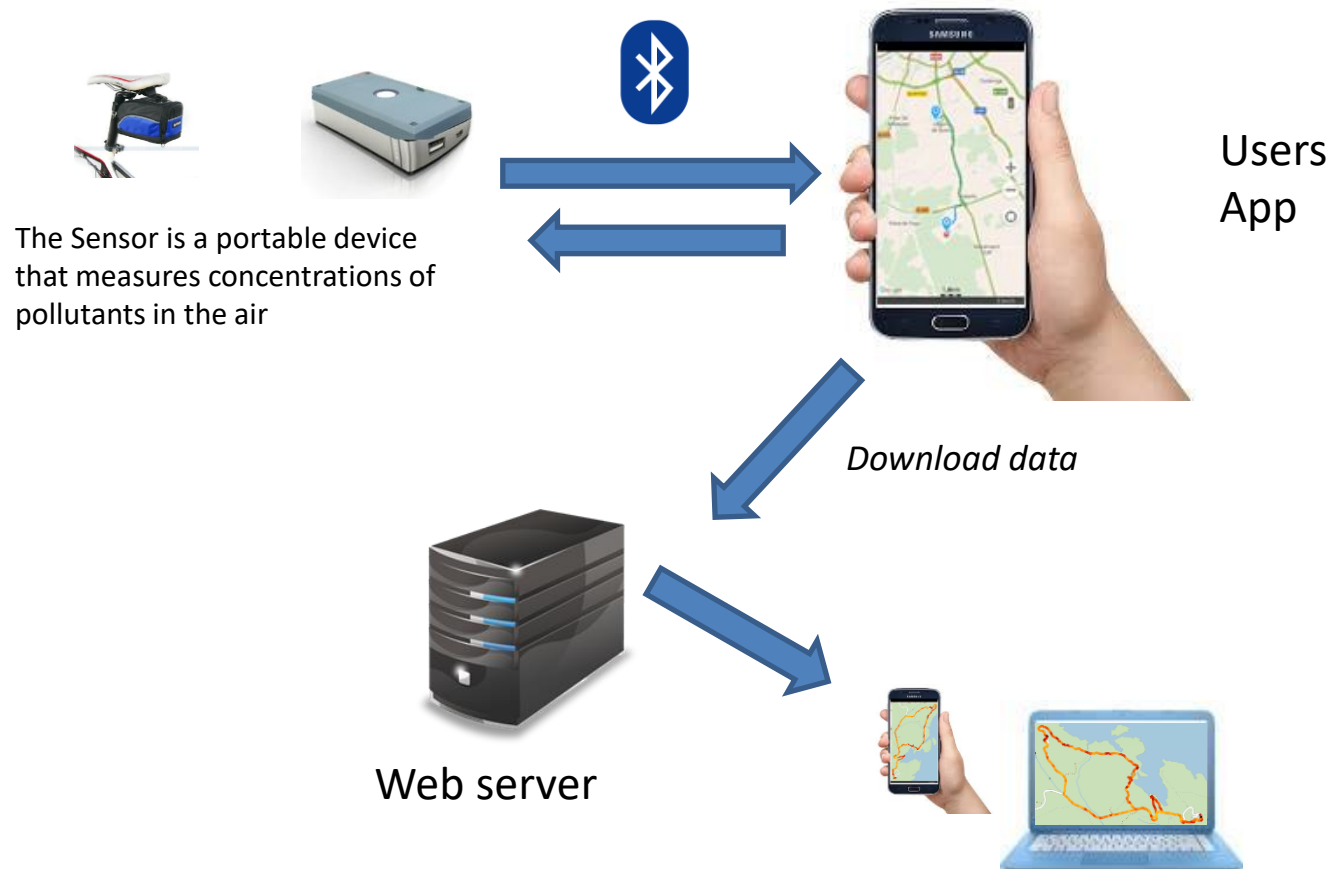 SAMSUNG
Users
App
The Sensor is a portable device
that measures concentrations of
pollutants in the air
Download data
Web server